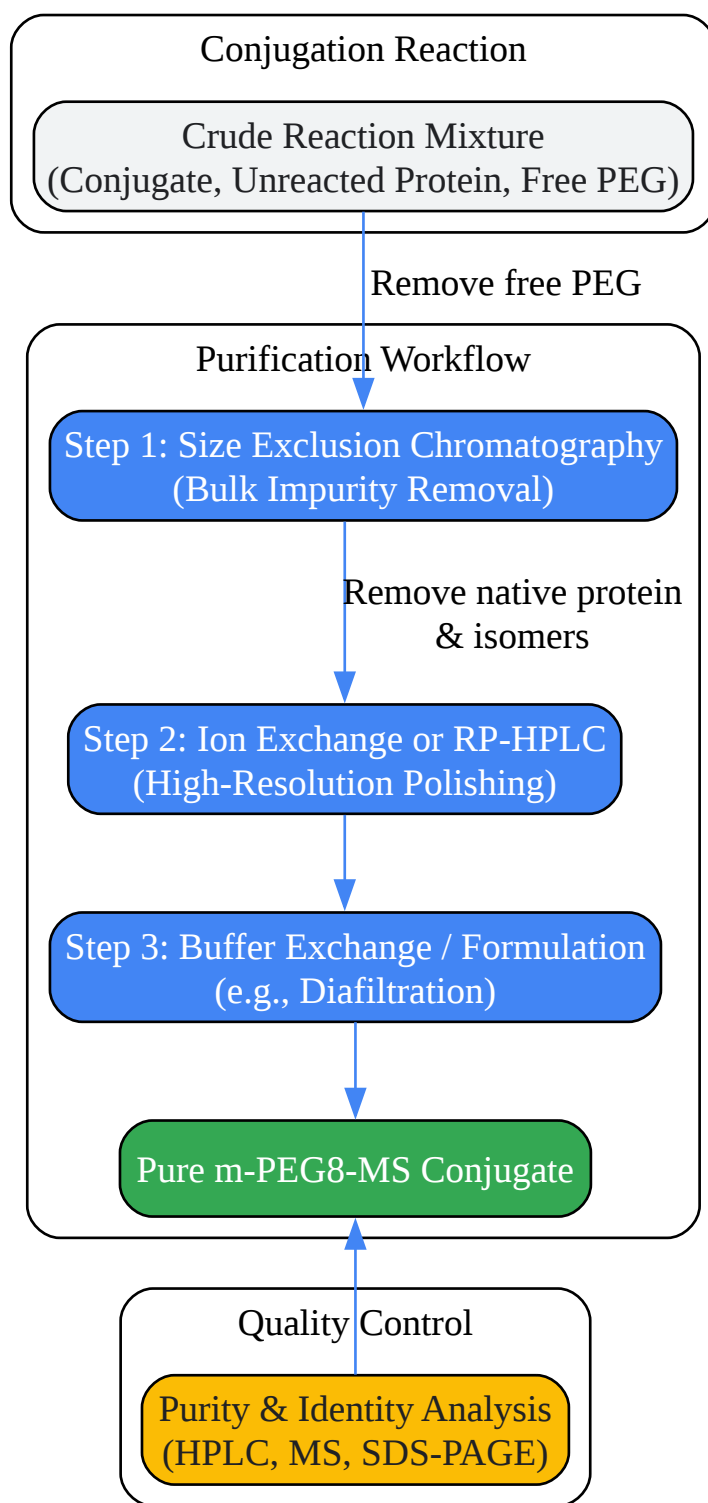 Conjugation Reaction
Crude Reaction Mixture
(Conjugate, Unreacted Protein, Free PEG)
Remove free PEG
Purification Workflow
Step 1: Size Exclusion Chromatography
(Bulk Impurity Removal)
Remove native protein
& isomers
Step 2: Ion Exchange or RP-HPLC
(High-Resolution Polishing)
Step 3: Buffer Exchange / Formulation
(e.g., Diafiltration)
Pure m-PEG8-MS Conjugate
Quality Control
Purity & Identity Analysis
(HPLC, MS, SDS-PAGE)